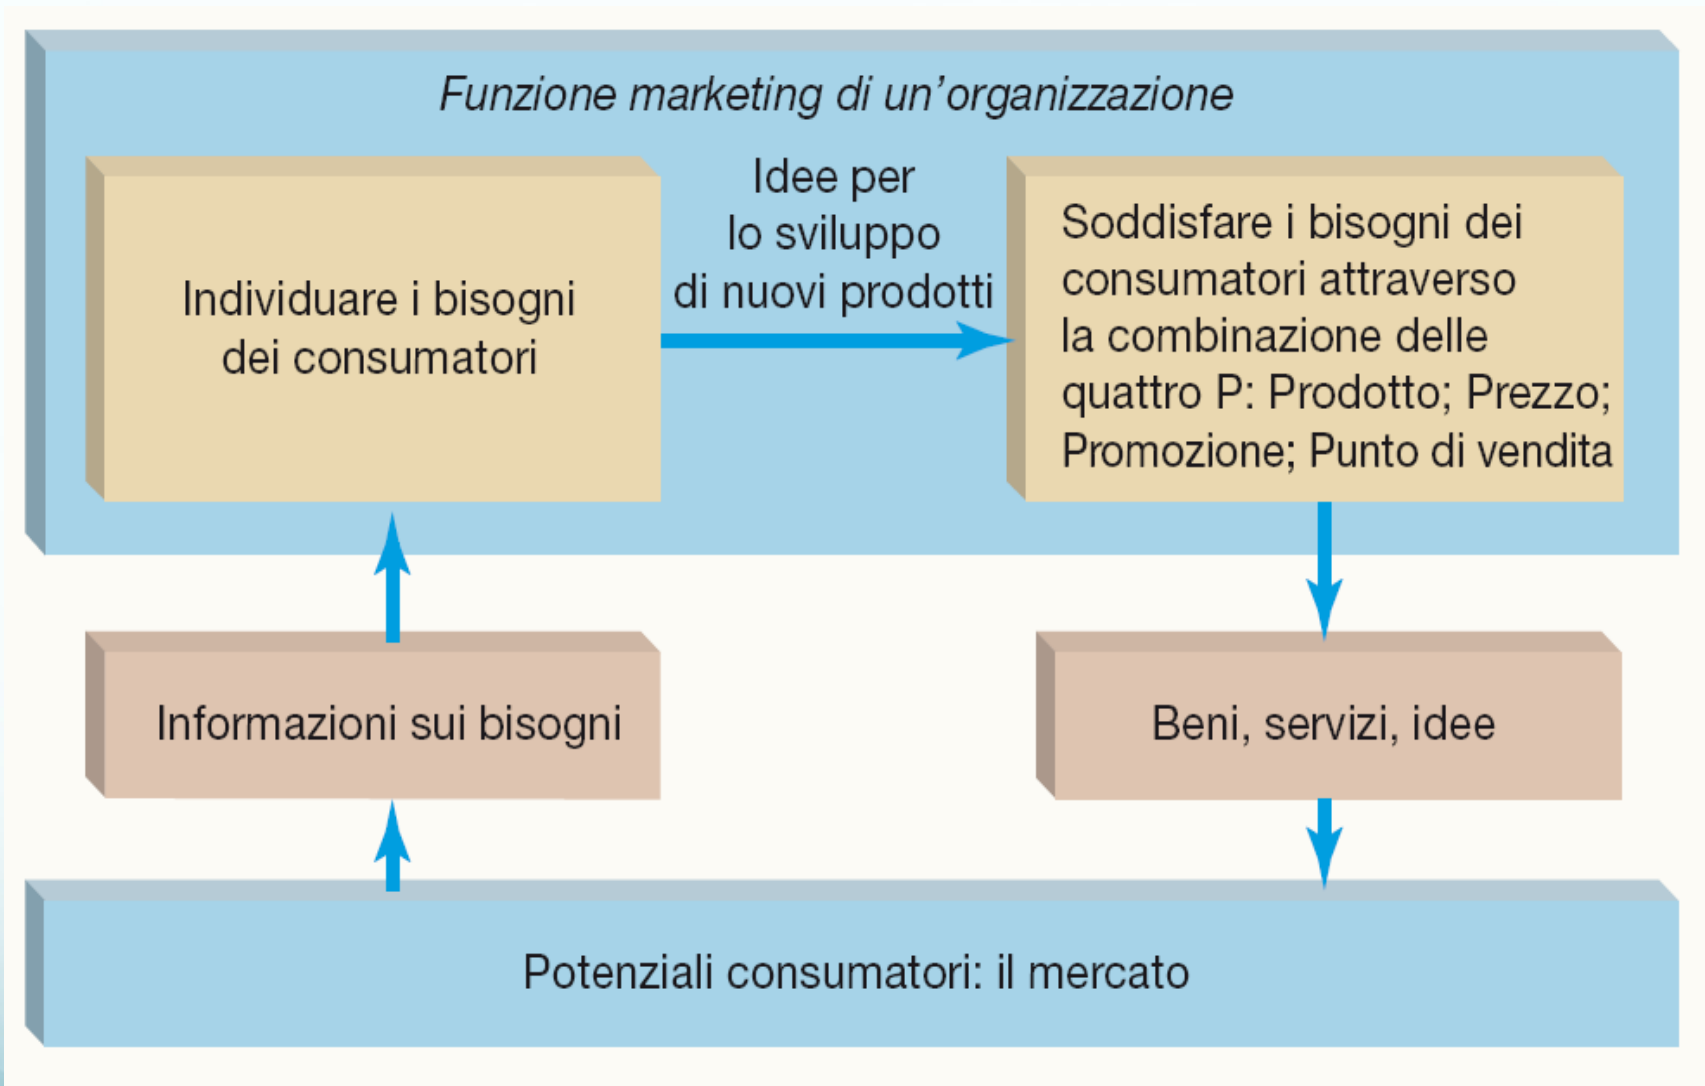 Funzione marketing di un'organizzazione
Individuare i bisogni
dei consumatori
Idee per
lo sviluppo
di nuovi prodotti
Soddisfare i bisogni dei
consumatori attraverso
la combinazione delle
quattro P: Prodotto; Prezzo;
Promozione; Punto di vendita
Informazioni sui bisogni
Beni, servizi, idee
Potenziali consumatori: il mercato